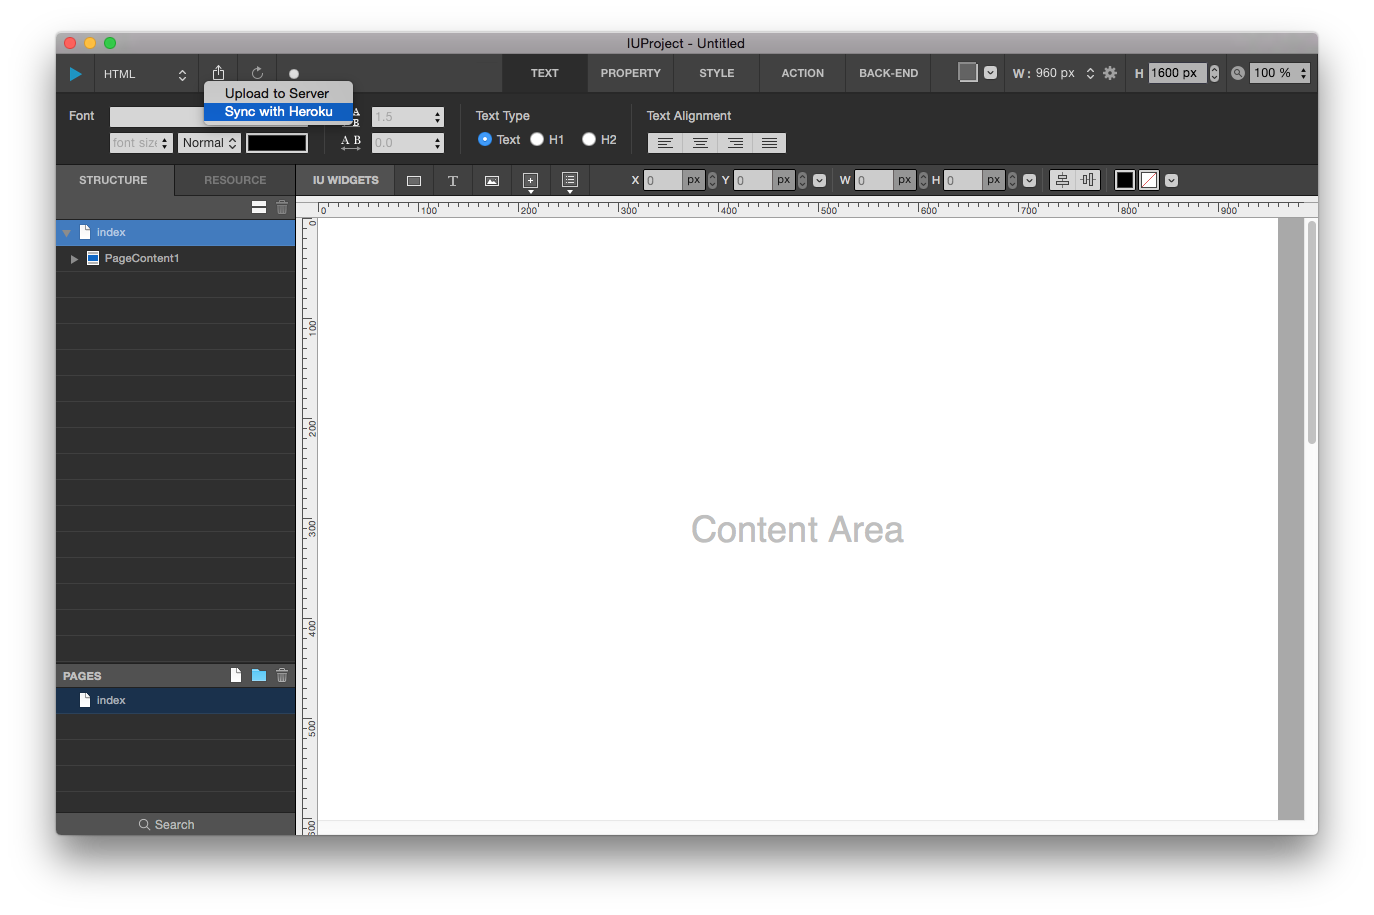 IUProject - Untitled
HTML
TEXT PROPERTY STYLE ACTION BACK-END
W : 960 px H 1600 px 100 %
Upload to Server
Sync with Heroku
Font A B 1.5 Text Type Text Alignment
font size Normal A B 0.0 Text H1 H2
STRUCTURE RESOURCE IU WIDGETS T X 0 px Y 0 px W 0 px H 0 px
0 100 200 300 400 500 600 700 800 900
index
PageContent1
0
100
200
300
400
500
600
Content Area
PAGES
index
Search